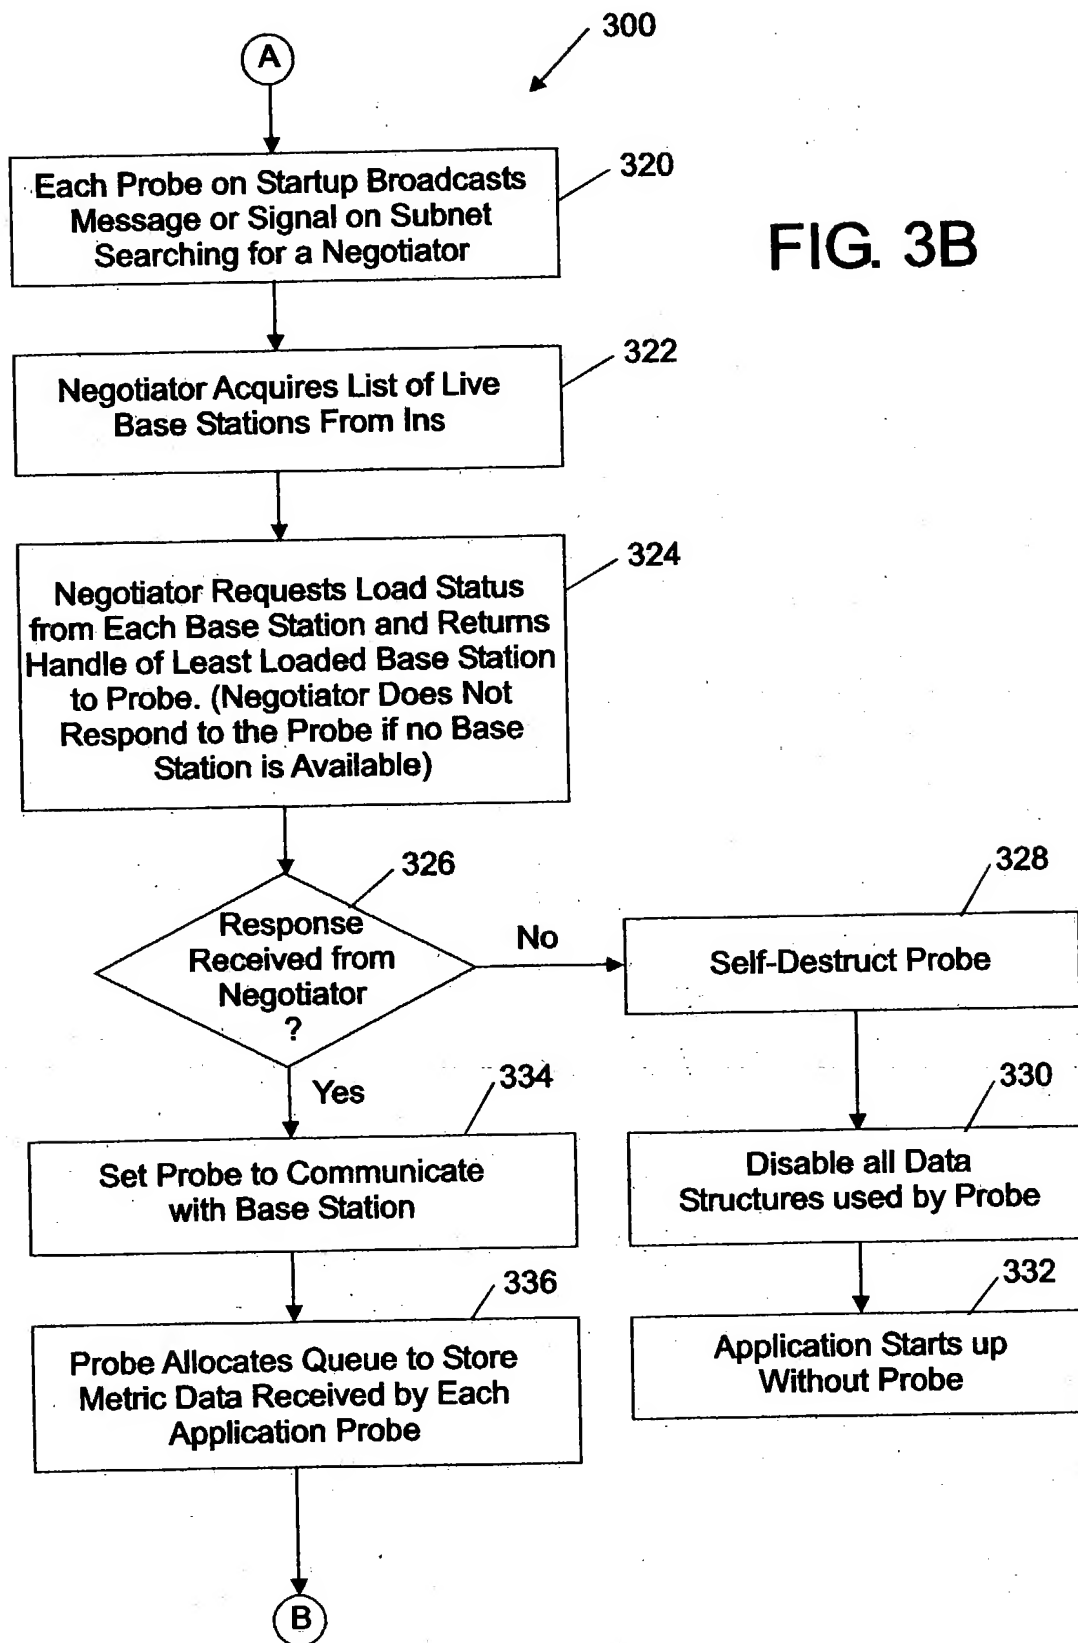 300
A
Each Probe on Startup Broadcasts
Message or Signal on Subnet
Searching for a Negotiator
320
FIG. 3B
322
Negotiator Acquires List of Live
Base Stations From Ins
324
Negotiator Requests Load Status
from Each Base Station and Returns
Handle of Least Loaded Base Station
to Probe. (Negotiator Does Not
Respond to the Probe if no Base
Station is Available)
326
Response
Received from
Negotiator
?
No
328
Self-Destruct Probe
Yes
334
Set Probe to Communicate
with Base Station
330
Disable all Data
Structures used by Probe
336
Probe Allocates Queue to Store
Metric Data Received by Each
Application Probe
332
Application Starts up
Without Probe
B